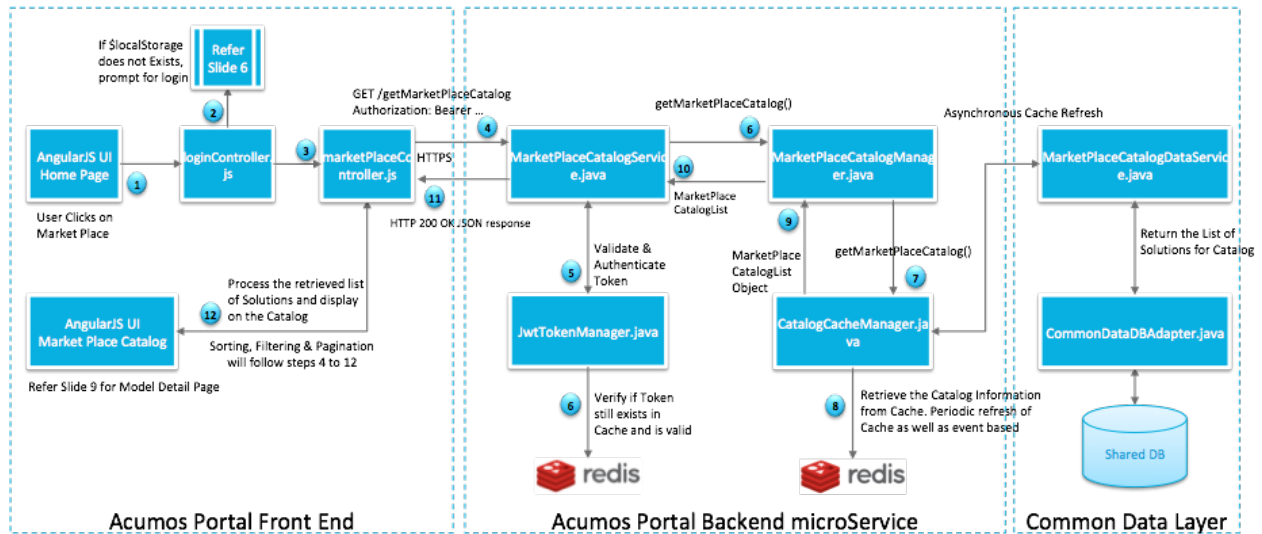 If $localStorage
does not Exists,
prompt for login
Refer
Slide 6
2
GET /getMarketPlaceCatalog
Authorization: Bearer ...
4
getMarketPlaceCatalog()
6
Asynchronous Cache Refresh
AngularJS UI
Home Page
1
loginController.
js
3
marketPlaceCo
ntroller.js
HTTPS
MarketPlaceCatalogServic
e.java
10
MarketPlaceCatalogManag
er.java
MarketPlaceCatalogDataServic
e.java
User Clicks on
Market Place
11
HTTP 200 OK JSON response
MarketPlace
CatalogList
9
Validate &
Authenticate
Token
5
MarketPlace
CatalogList
Object
getMarketPlaceCatalog()
7
Return the List of
Solutions for Catalog
Process the retrieved list
of Solutions and display
on the Catalog
12
AngularJS UI
Market Place Catalog
Sorting, Filtering & Pagination
will follow steps 4 to 12
JwtTokenManager.java
CatalogCacheManager.ja
va
CommonDataDBAdapter.java
Refer Slide 9 for Model Detail Page
6
Verify if Token
still exists in
Cache and is valid
8
Retrieve the Catalog Information
from Cache. Periodic refresh of
Cache as well as event based
redis
redis
Shared DB
Acumos Portal Front End
Acumos Portal Backend microService
Common Data Layer